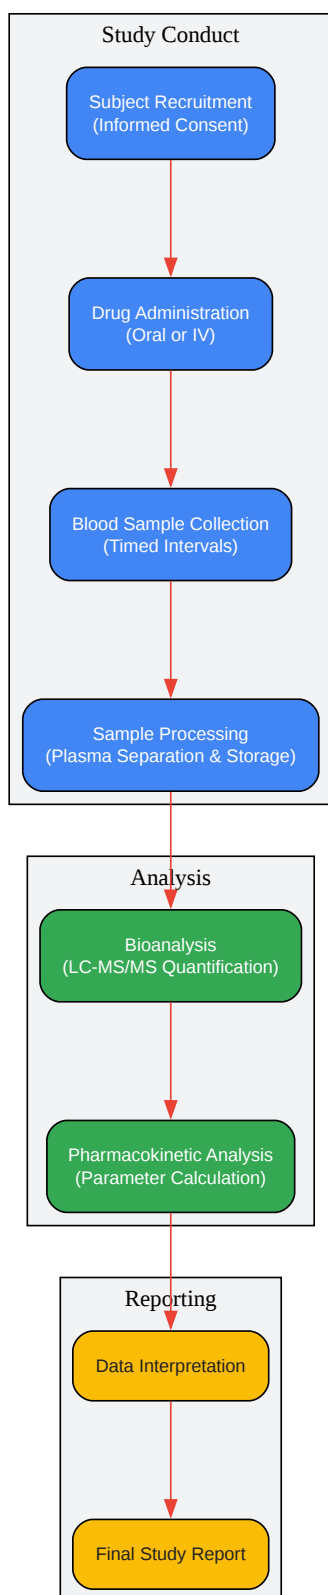 Study Conduct
Subject Recruitment
(Informed Consent)
Drug Administration
(Oral or IV)
Blood Sample Collection
(Timed Intervals)
Sample Processing
(Plasma Separation & Storage)
Analysis
Bioanalysis
(LC-MS/MS Quantification)
Pharmacokinetic Analysis
(Parameter Calculation)
Reporting
Data Interpretation
Final Study Report